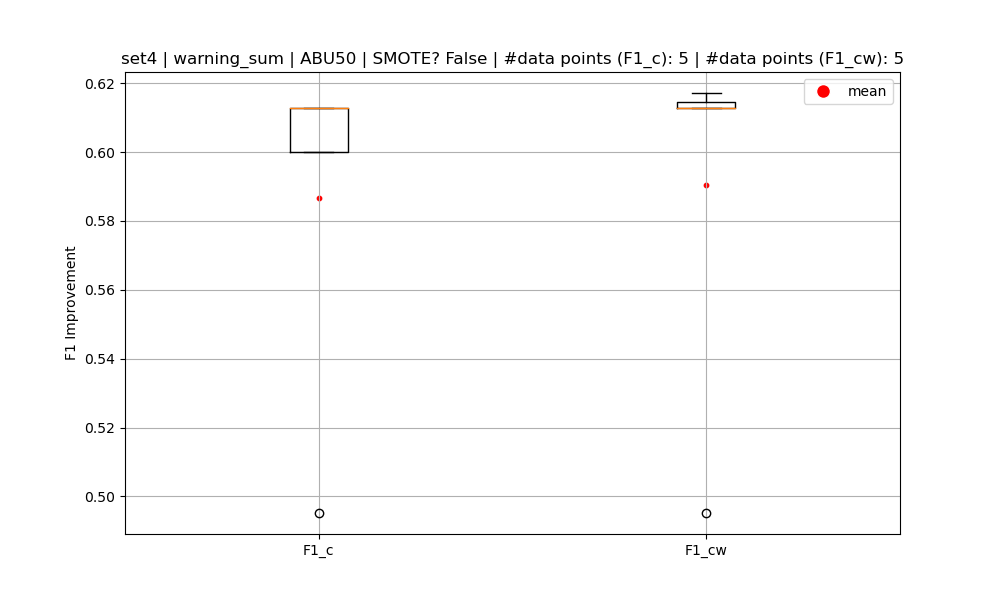 set4 | warning_sum | ABU50 | SMOTE? False | #data points (F1_c): 5 | #data points (F1_cw): 5
mean
F1 Improvement
0.62
0.60
0.58
0.56
0.54
0.52
0.50
F1_c
F1_cw